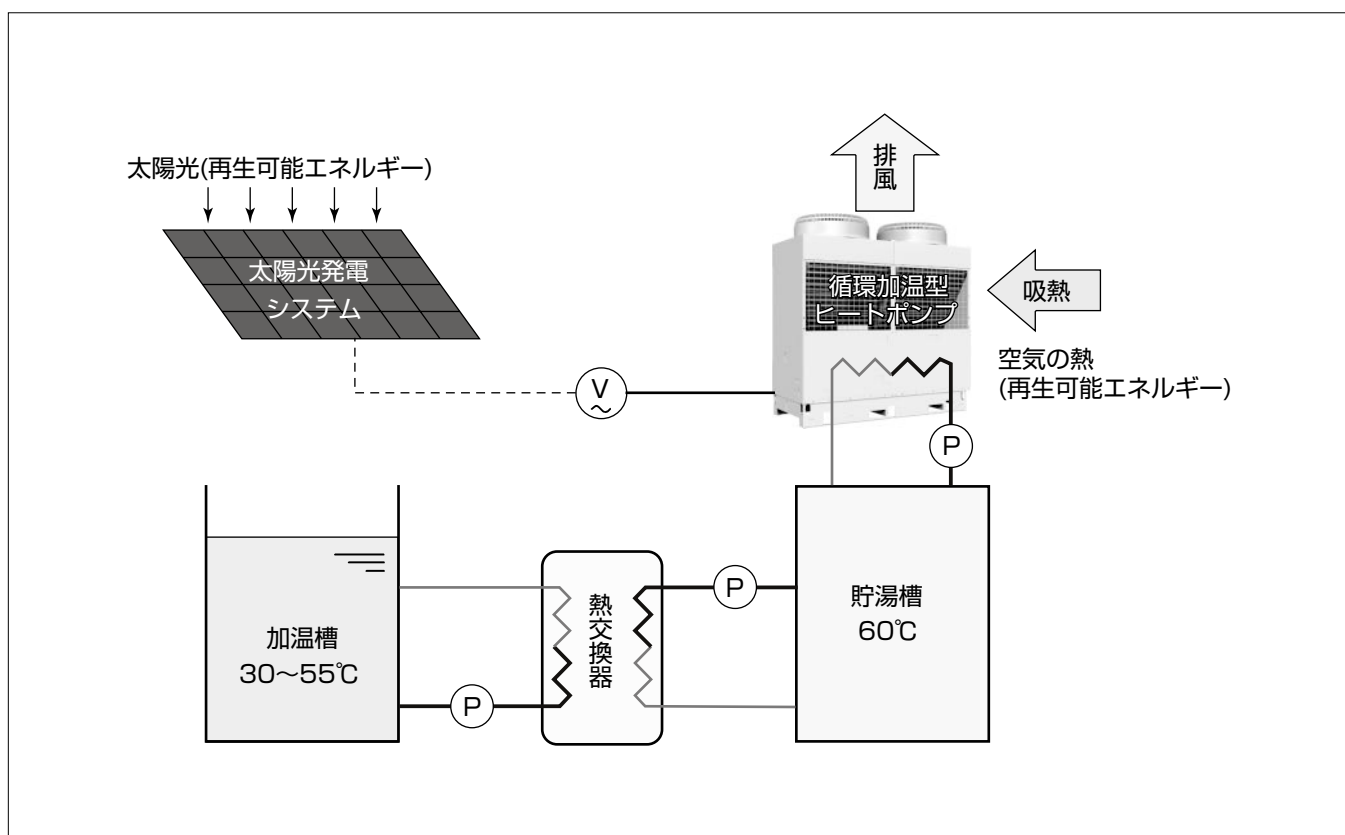 太陽光(再生可能エネルギー)
太陽光発電
システム
排風
循環加温型
ヒートポンプ
吸熱
空気の熱
(再生可能エネルギー)
V
P
加温槽
30〜55℃
P
熱交換器
P
貯湯槽
60℃